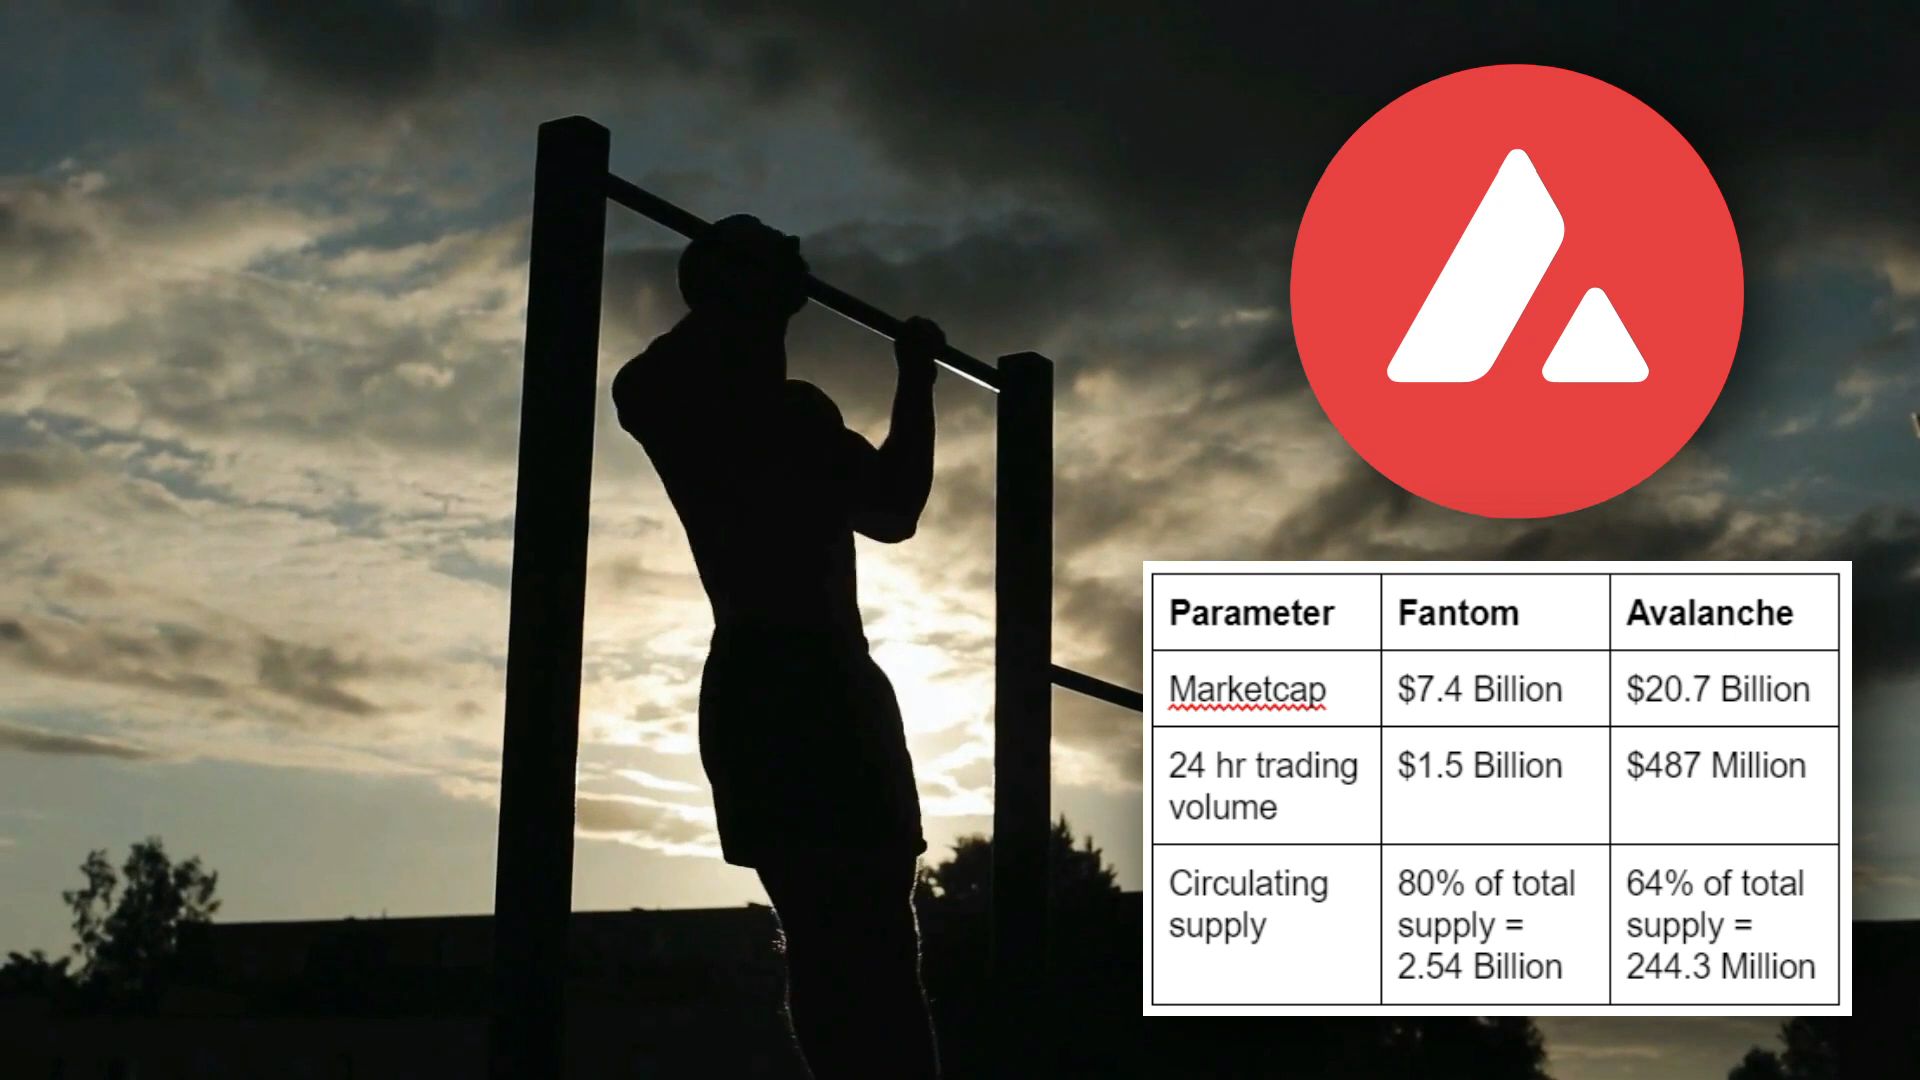 Parameter Fantom Avalanche
Marketcap $7.4 Billion $20.7 Billion
24 hr trading volume $1.5 Billion $487 Million
Circulating supply 80% of total supply = 2.54 Billion 64% of total supply = 244.3 Million